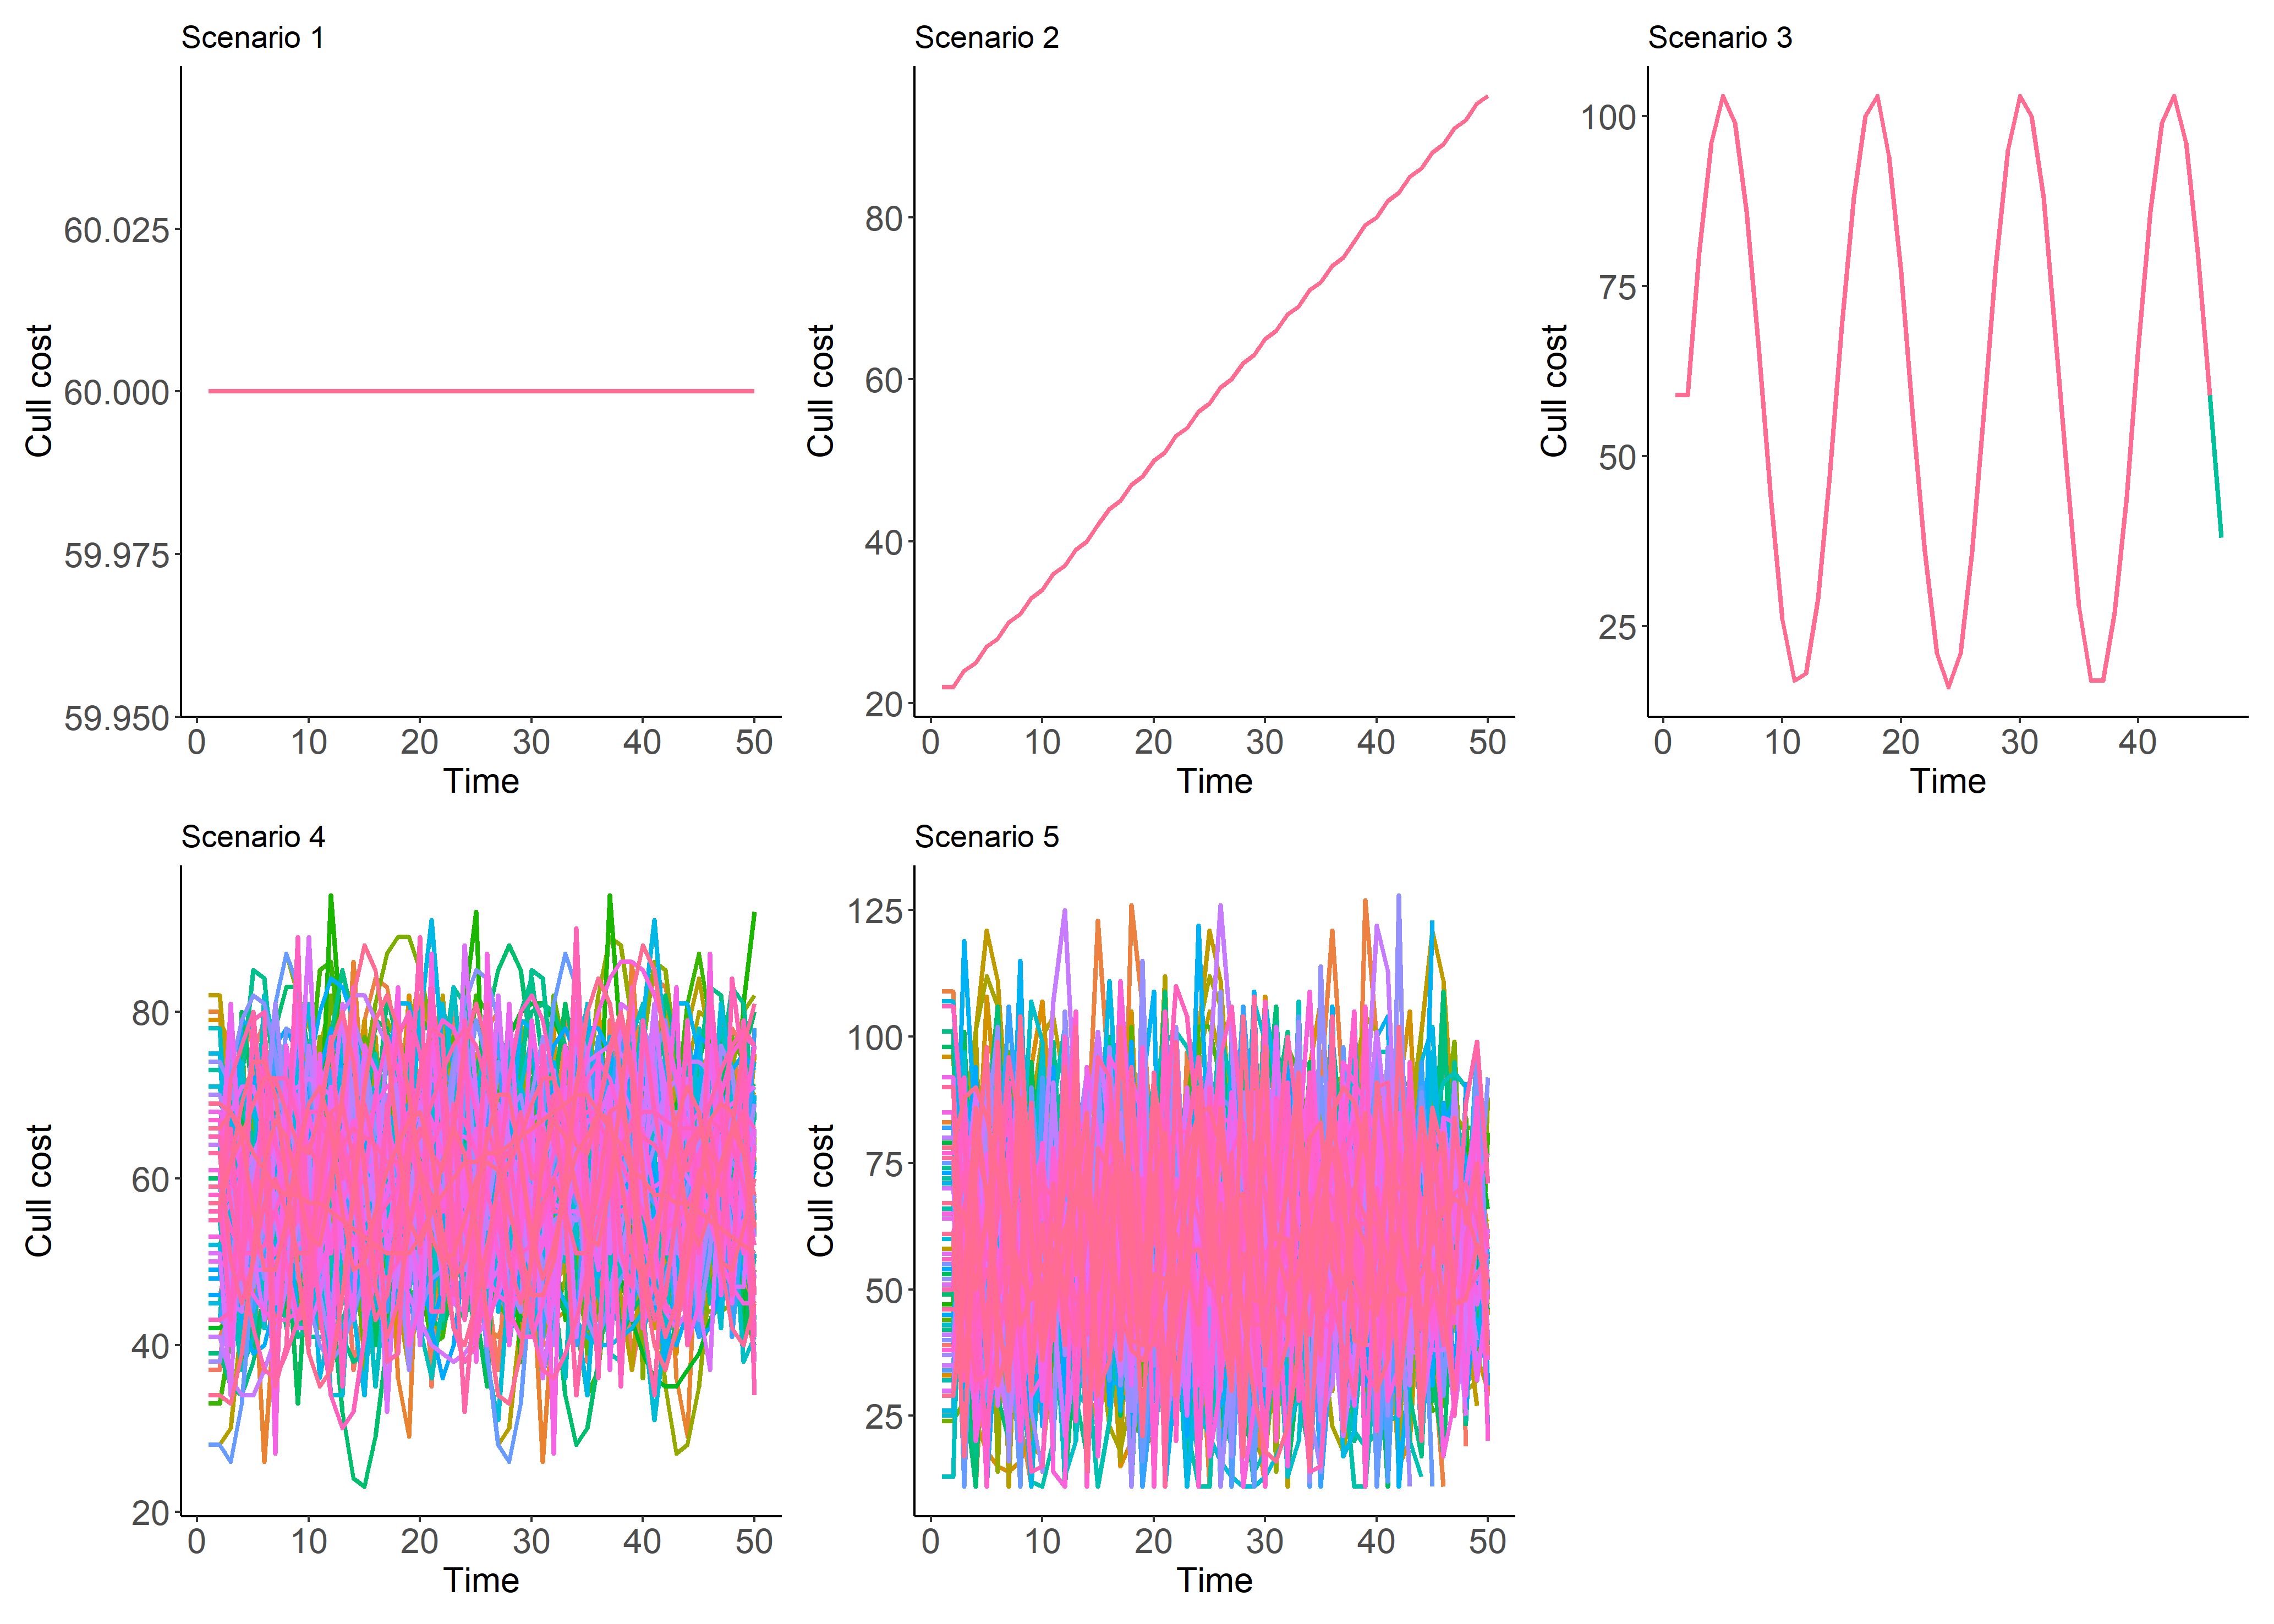 Scenario 1
Cull cost
60.025
60.000
59.975
59.950
0 10 20 30 40 50
Time
Scenario 2
Cull cost
80
60
40
20
0 10 20 30 40 50
Time
Scenario 3
Cull cost
100
75
50
25
0 10 20 30 40
Time
Scenario 4
Cull cost
80
60
40
20
0 10 20 30 40 50
Time
Scenario 5
Cull cost
125
100
75
50
25
0 10 20 30 40 50
Time